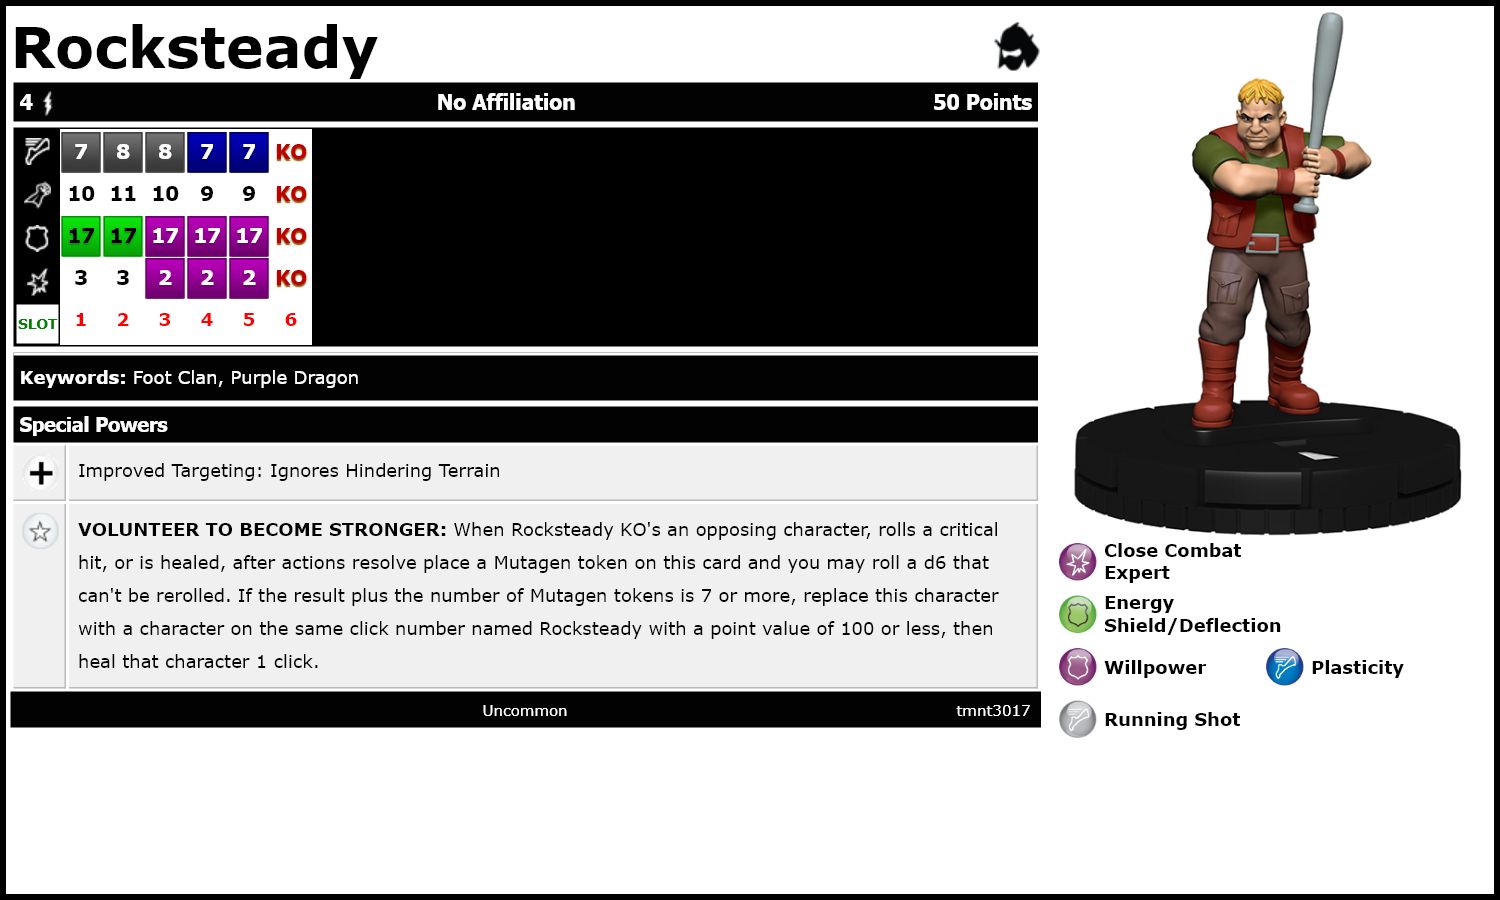 Rocksteady
4 No Affiliation 50 Points
7 8 8 7 7 KO
10 11 10 9 9 KO
17 17 17 17 17 KO
3 3 2 2 2 KO
SLOT 1 2 3 4 5 6
Keywords: Foot Clan, Purple Dragon
Special Powers
Improved Targeting: Ignores Hindering Terrain
VOLUNTEER TO BECOME STRONGER: When Rocksteady KO's an opposing character, rolls a critical
hit, or is healed, after actions resolve place a Mutagen token on this card and you may roll a d6 that
can't be rerolled. If the result plus the number of Mutagen tokens is 7 or more, replace this character
with a character on the same click number named Rocksteady with a point value of 100 or less, then
heal that character 1 click.
Uncommon tmnt3017
Close Combat
Expert
Energy
Shield/Deflection
Willpower Plasticity
Running Shot